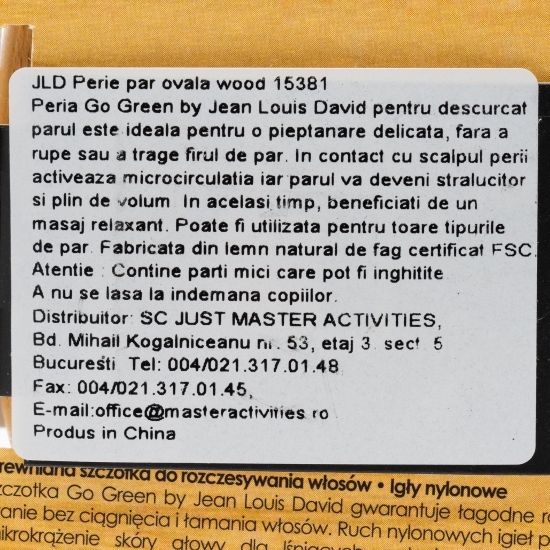 JLD Perie par ovala wood 15381
Peria Go Green by Jean Louis David pentru descurcat
parul este ideala pentru o pieptanare delicata, fara a
rupe sau a trage firul de par. In contact cu scalpul perii
activeaza microcirculatia iar parul va deveni stralucitor
si plin de volum. In acelasi timp, beneficiati de un
masaj relaxant. Poate fi utilizata pentru toare tipurile
de par. Fabricata din lemn natural de fag certificat FSC.
Atentie : Contine parti mici care pot fi inghitite.
A nu se lasa la indemana copiilor.
Distribuitor: SC JUST MASTER ACTIVITIES,
Bd. Mihail Kogalniceanu nr. 53, etaj 3. sect. 5
Bucuresti Tel: 004/021.317.01.48
Fax: 004/021.317.01.45,
E-mail:office@masteractivities.ro
Produs in China
szczotka do rozczesywania włosów • Igły nylonowe
Go Green by Jean Louis David gwarantuje łagodne
bez ciągnięcia i łamania włosów. Ruch nylonowych igieł
skóry głowy dla